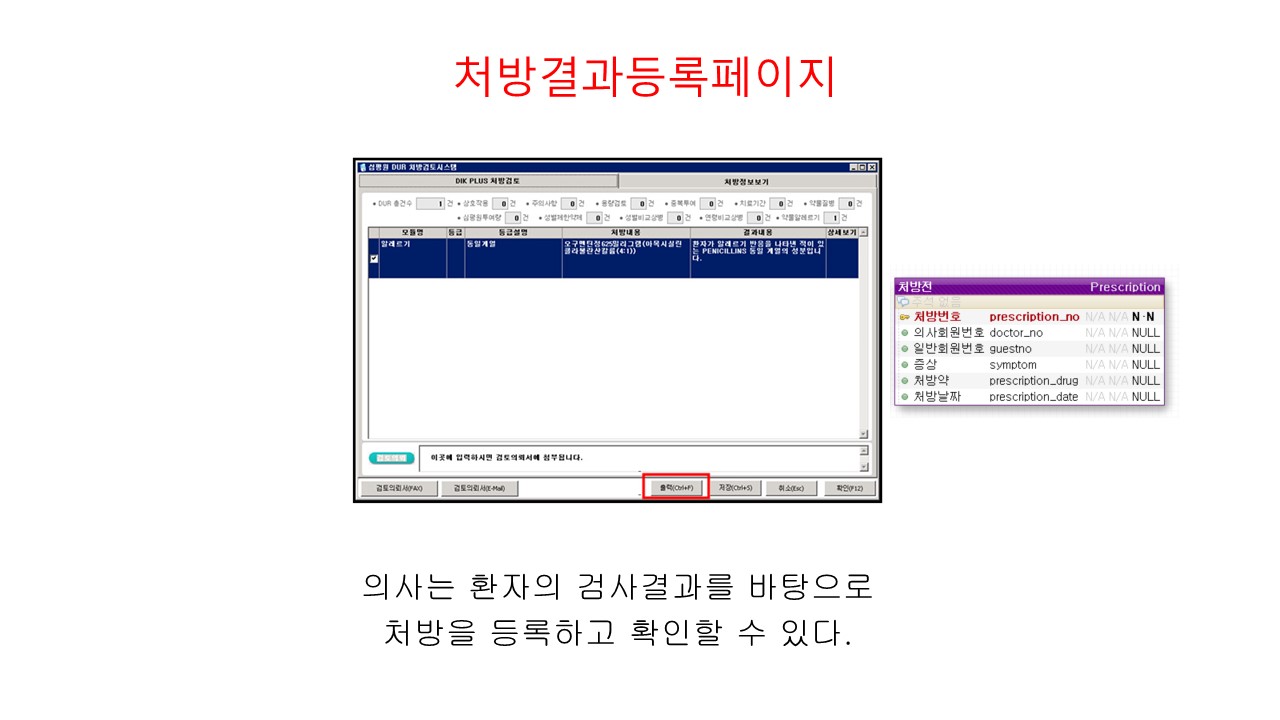 처방결과등록페이지
심평원 DUR 처방검토시스템
DIK PLUS 처방검토 처방정보보기
DUR 총건수 1 건 상호작용 0 건 주의사항 0 건 용량검토 0 건 중복투여 0 건 치료기간 0 건 약물질병 0 건
심평원투여량 0 건 성별제한약제 0 건 성별비교상병 0 건 연령비교상병 0 건 약물알레르기 1 건
모듈명 등급 등급설명 처방내용 결과내용 상세보기
알레르기 동일계열 오구멘틴정625밀리그램(아목시실린 환자가 알레르기 반응을 나타낸 적이 있
클라불란산칼륨(4:1)) 는 PENICILLINS 동일 계열의 성분입니
다.
이곳에 입력하시면 검토의뢰서에 첨부됩니다.
검토의뢰서(FAX) 검토의뢰서(E-Mail) 출력(Ctrl+P) 저장(Ctrl+S) 취소(Esc) 확인(F12)
처방전 Prescription
주석 없음
처방번호 prescription_no N/A N/A N-N
의사회원번호 doctor_no N/A N/A NULL
일반회원번호 guestno N/A N/A NULL
증상 symptom N/A N/A NULL
처방약 prescription_drug N/A N/A NULL
처방날짜 prescription_date N/A N/A NULL
의사는 환자의 검사결과를 바탕으로
처방을 등록하고 확인할 수 있다.